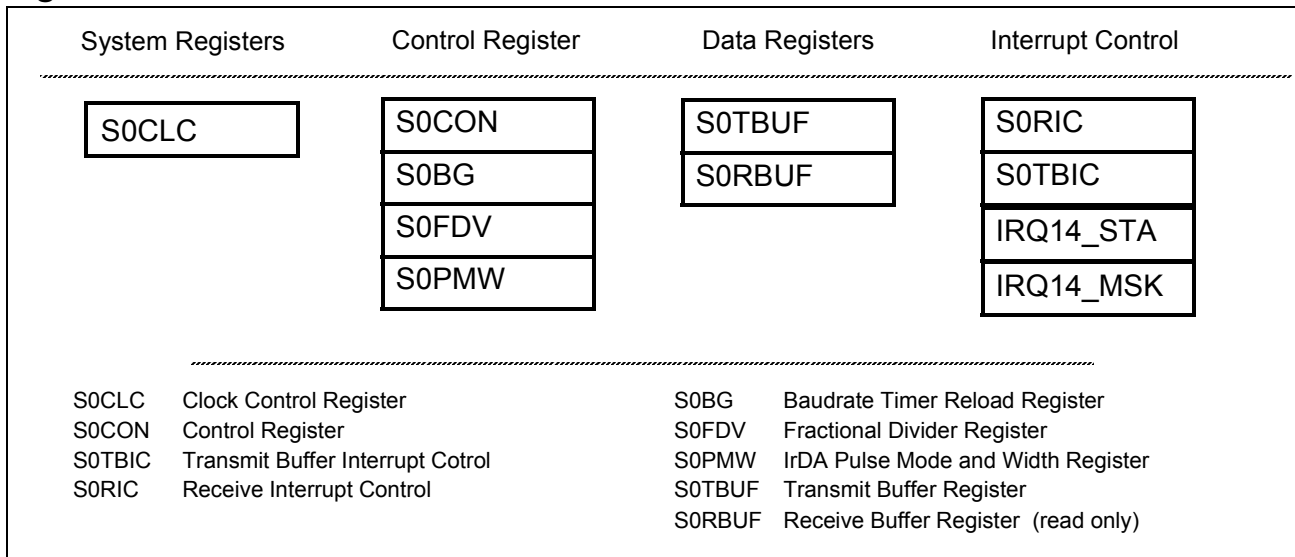 System Registers Control Register Data Registers Interrupt Control
S0CLC S0CON S0TBUF S0RIC
S0BG S0RBUF S0TBIC
S0FDV IRQ14_STA
S0PMW IRQ14_MSK
S0CLC Clock Control Register S0BG Baudrate Timer Reload Register
S0CON Control Register S0FDV Fractional Divider Register
S0TBIC Transmit Buffer Interrupt Cotrol S0PMW IrDA Pulse Mode and Width Register
S0RIC Receive Interrupt Control S0TBUF Transmit Buffer Register
S0RBUF Receive Buffer Register (read only)